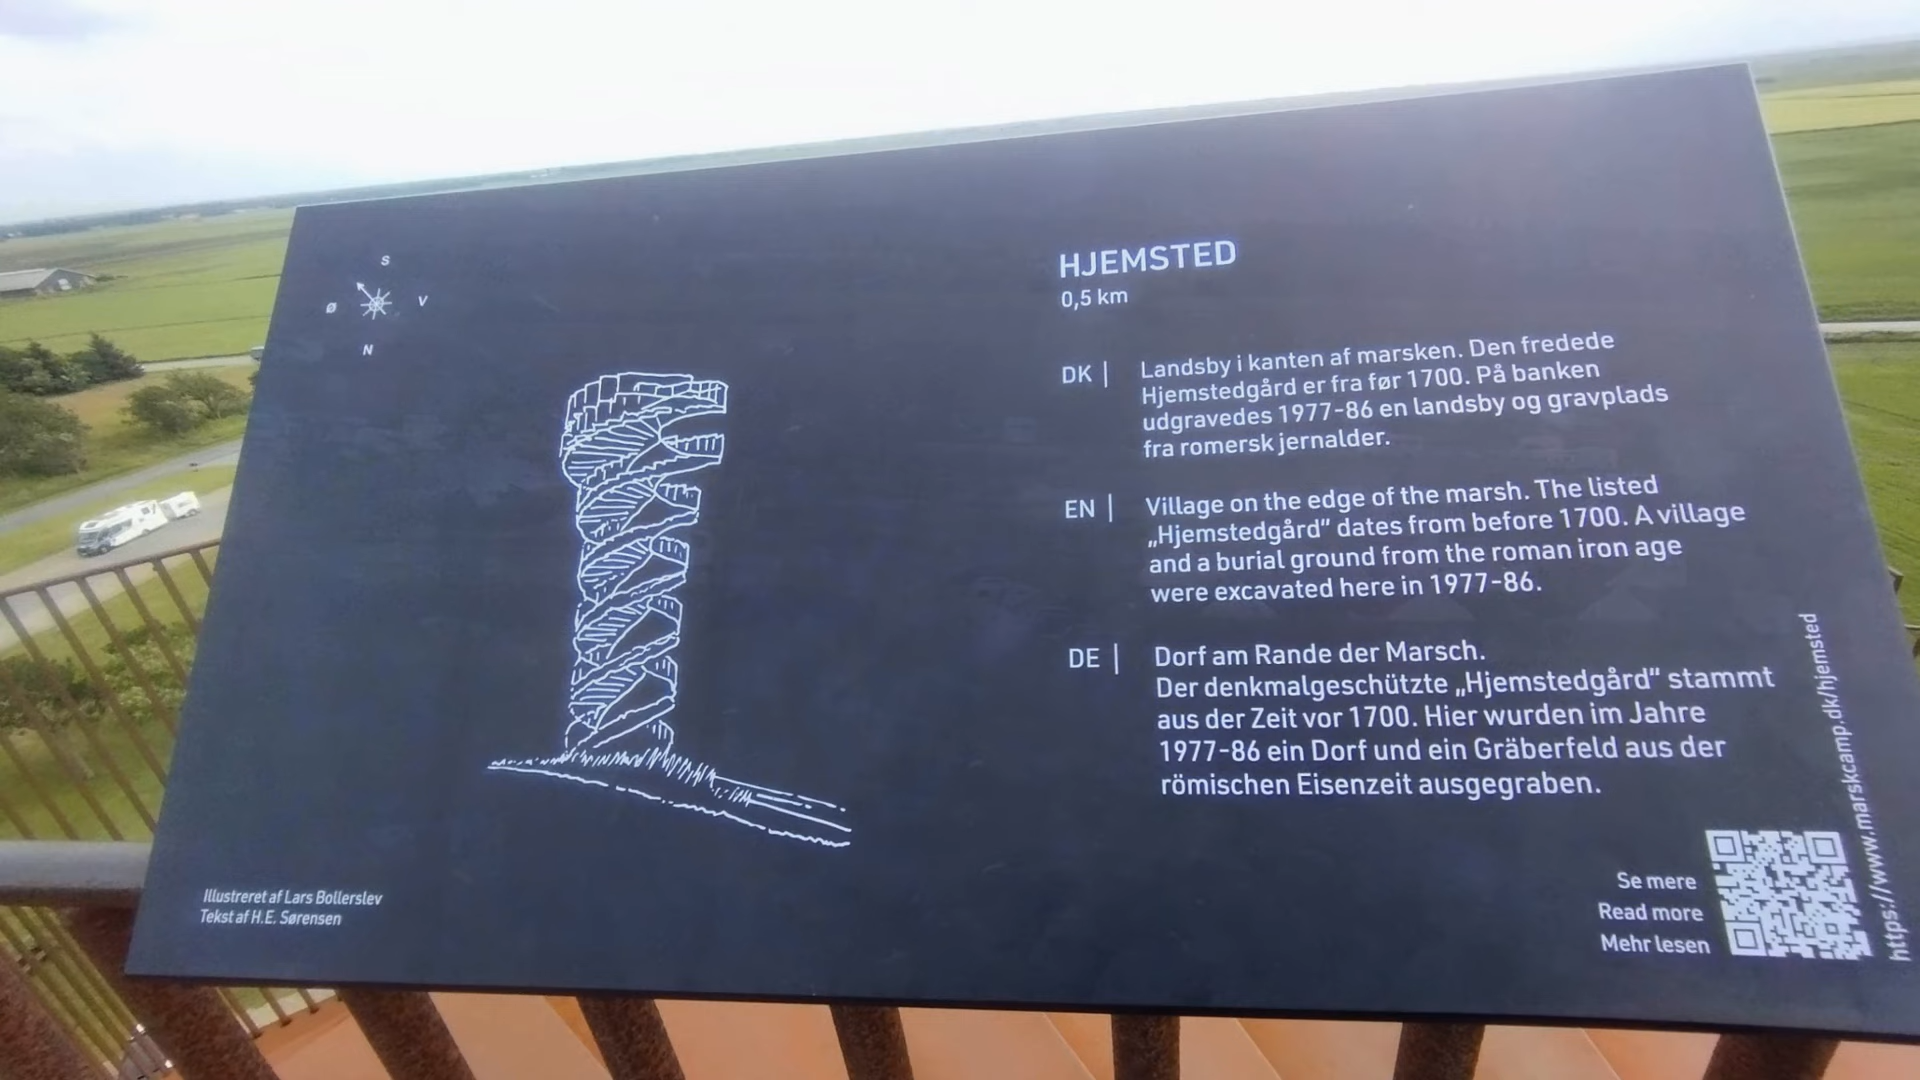 S
Ø
V
N
HJEMSTED
0,5 km
DK |
Landsby i kanten af marsken. Den fredede
Hjemstedgård er fra før 1700. På banken
udgravedes 1977-86 en landsby og gravplads
fra romersk jernalder.
EN |
Village on the edge of the marsh. The listed
„Hjemstedgård” dates from before 1700. A village
and a burial ground from the roman iron age
were excavated here in 1977-86.
DE |
Dorf am Rande der Marsch.
Der denkmalgeschützte „Hjemstedgård” stammt
aus der Zeit vor 1700. Hier wurden im Jahre
1977-86 ein Dorf und ein Gräberfeld aus der
römischen Eisenzeit ausgegraben.
Illustreret af Lars Bollerslev
Tekst af H.E. Sørensen
Se mere
Read more
Mehr lesen
https://www.marskcamp.dk/hjemsted